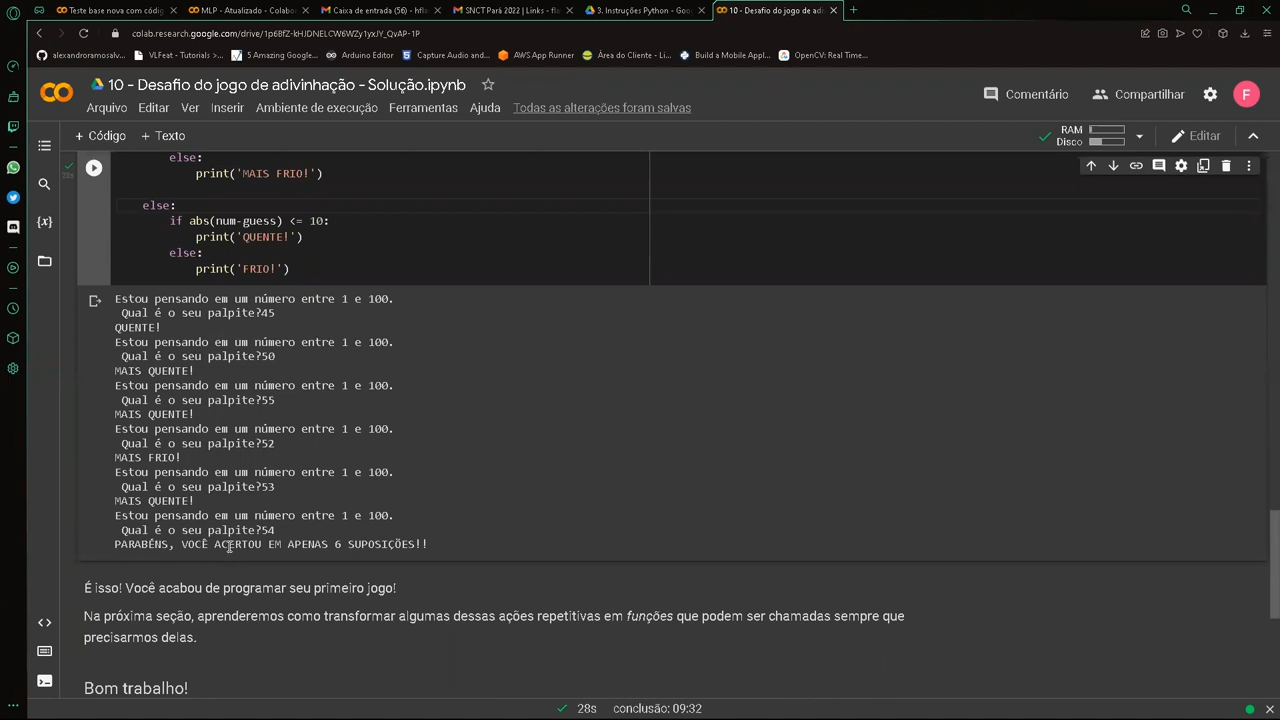 Teste base nova com código
MLP - Atualizado - Colabo
Caixa de entrada (56) - hfla
SNCT Pará 2022 | Links - fl
3. Instruções Python - Goo
10 - Desafio do jogo de adivi
alexandroramosalv
VLFeat - Tutorials >
5 Amazing Google
Arduino Editor
Capture Audio and
AWS App Runner
Área do Cliente - Li
Build a Mobile Appl
OpenCV: Real Time
10 - Desafio do jogo de adivinhação - Solução.ipynb
Comentário
Compartilhar
F
Arquivo
Editar
Ver
Inserir
Ambiente de execução
Ferramentas
Ajuda
Todas as alterações foram salvas
+ Código
+ Texto
RAM
Disco
Editar
28s
else:
print('MAIS FRIO!')
else:
if abs(num-guess) <= 10:
print('QUENTE!')
else:
print('FRIO!')
Estou pensando em um número entre 1 e 100.
Qual é o seu palpite?45
QUENTE!
Estou pensando em um número entre 1 e 100.
Qual é o seu palpite?50
MAIS QUENTE!
Estou pensando em um número entre 1 e 100.
Qual é o seu palpite?55
MAIS QUENTE!
Estou pensando em um número entre 1 e 100.
Qual é o seu palpite?52
MAIS FRIO!
Estou pensando em um número entre 1 e 100.
Qual é o seu palpite?53
MAIS QUENTE!
Estou pensando em um número entre 1 e 100.
Qual é o seu palpite?54
PARABÉNS, VOCÊ ACERTOU EM APENAS 6 SUPOSIÇÕES!!
É isso! Você acabou de programar seu primeiro jogo!
Na próxima seção, aprenderemos como transformar algumas dessas ações repetitivas em funções que podem ser chamadas sempre que
precisarmos delas.
Bom trabalho!
28s
conclusão: 09:32